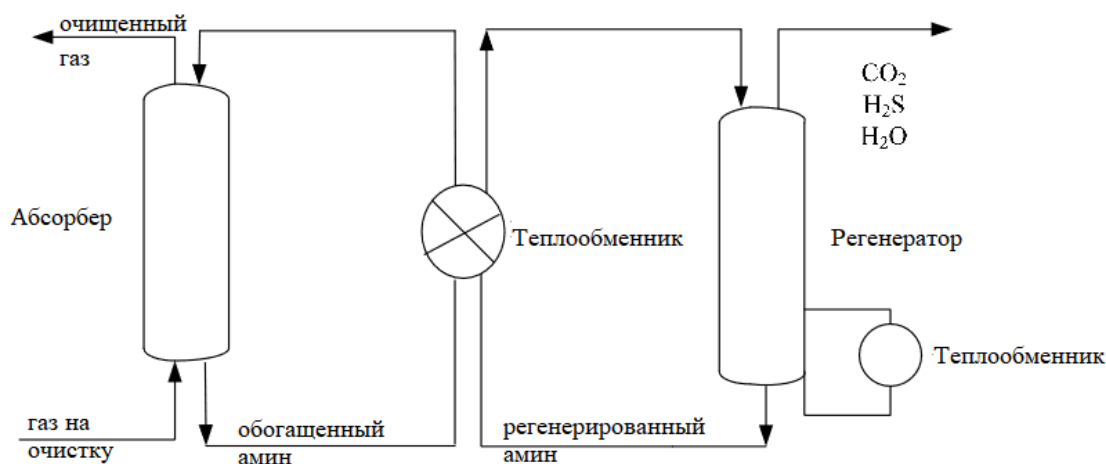 очищенный
газ
CO₂
H₂S
H₂O
Абсорбер
Теплообменник
Регенератор
Теплообменник
газ на
очистку
обогащенный
амин
регенерированный
амин